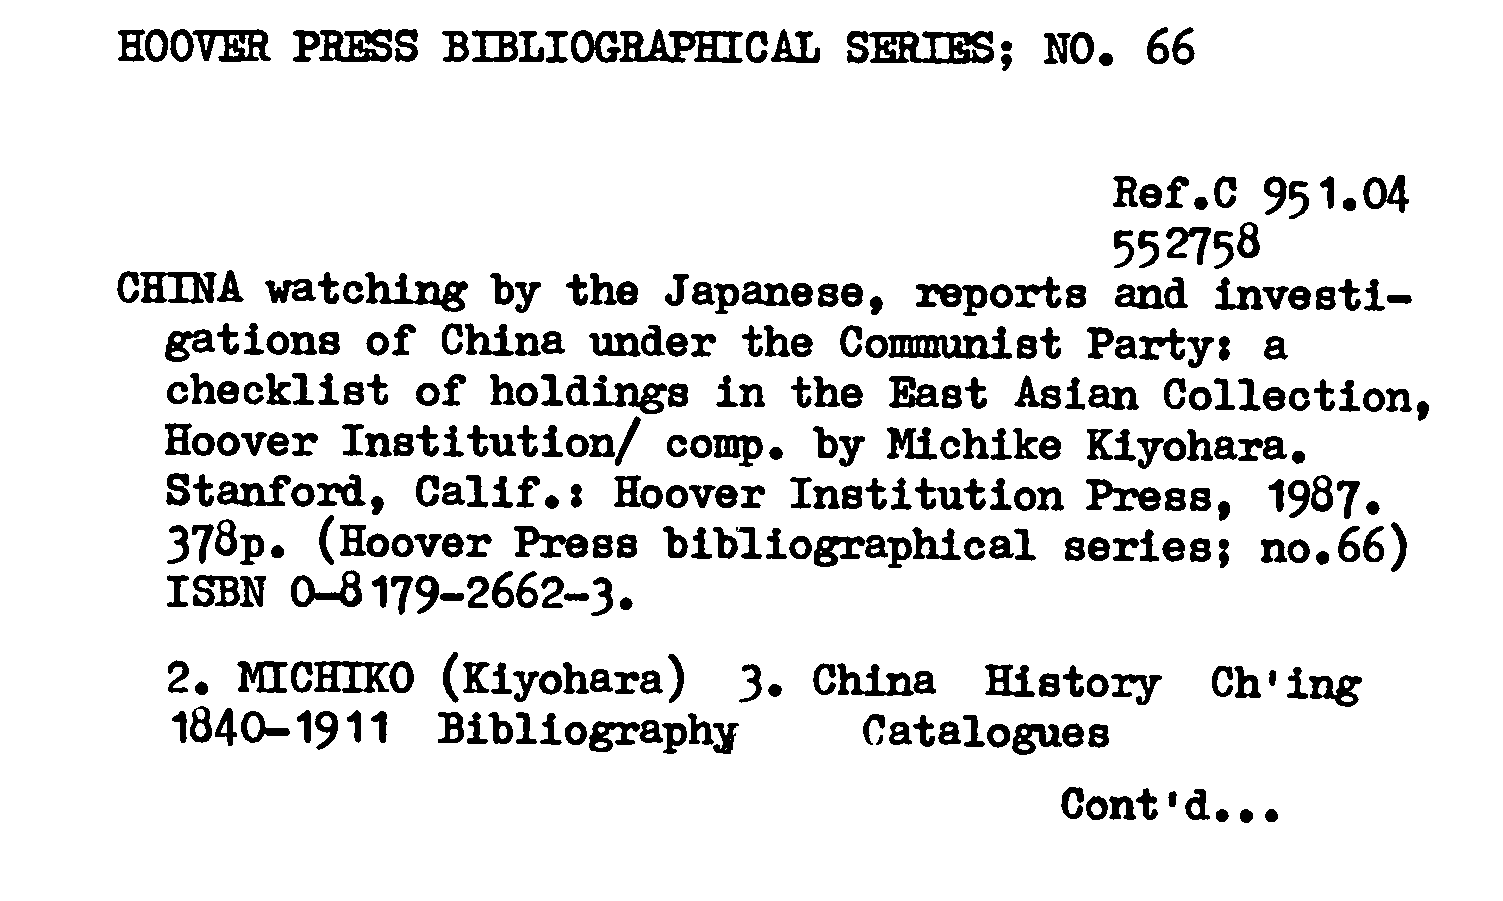 HOOVER PRESS BIBLIOGRAPHICAL SERIES; NO. 66
Ref.C 951.04
552758
CHINA watching by the Japanese, reports and investi-
gations of China under the Communist Party: a
checklist of holdings in the East Asian Collection,
Hoover Institution/ comp. by Michike Kiyohara.
Stanford, Calif.: Hoover Institution Press, 1987.
378p. (Hoover Press bibliographical series; no.66)
ISBN 0-8179-2662-3.
2. MICHIKO (Kiyohara) 3. China History Ch'ing
1840-1911 Bibliography Catalogues
Cont'd...